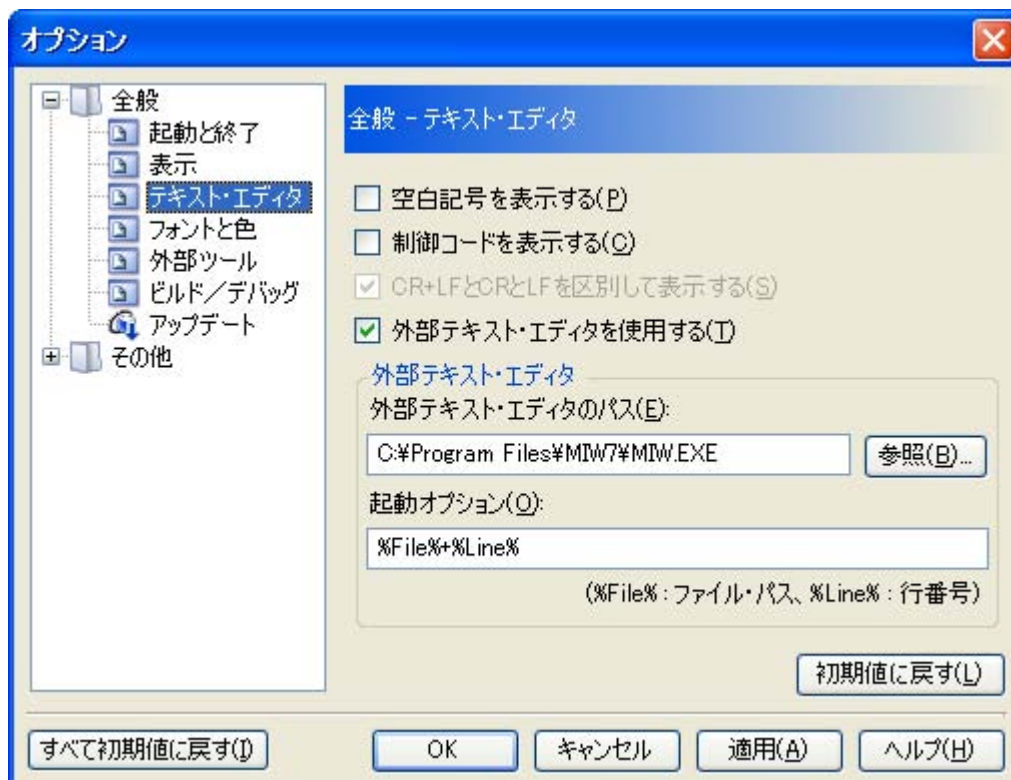 オプション
全般
起動と終了
表示
テキスト・エディタ
フォントと色
外部ツール
ビルド／デバッグ
アップデート
その他
全般 - テキスト・エディタ
空白記号を表示する(P)
制御コードを表示する(C)
CR+LFとCRとLFを区別して表示する(S)
外部テキスト・エディタを使用する(T)
外部テキスト・エディタ
外部テキスト・エディタのパス(E):
C:¥Program Files¥MIW7¥MIW.EXE
参照(B)...
起動オプション(O):
%File%+%Line%
(%File% : ファイル・パス、%Line% : 行番号)
初期値に戻す(L)
すべて初期値に戻す(I)
OK
キャンセル
適用(A)
ヘルプ(H)